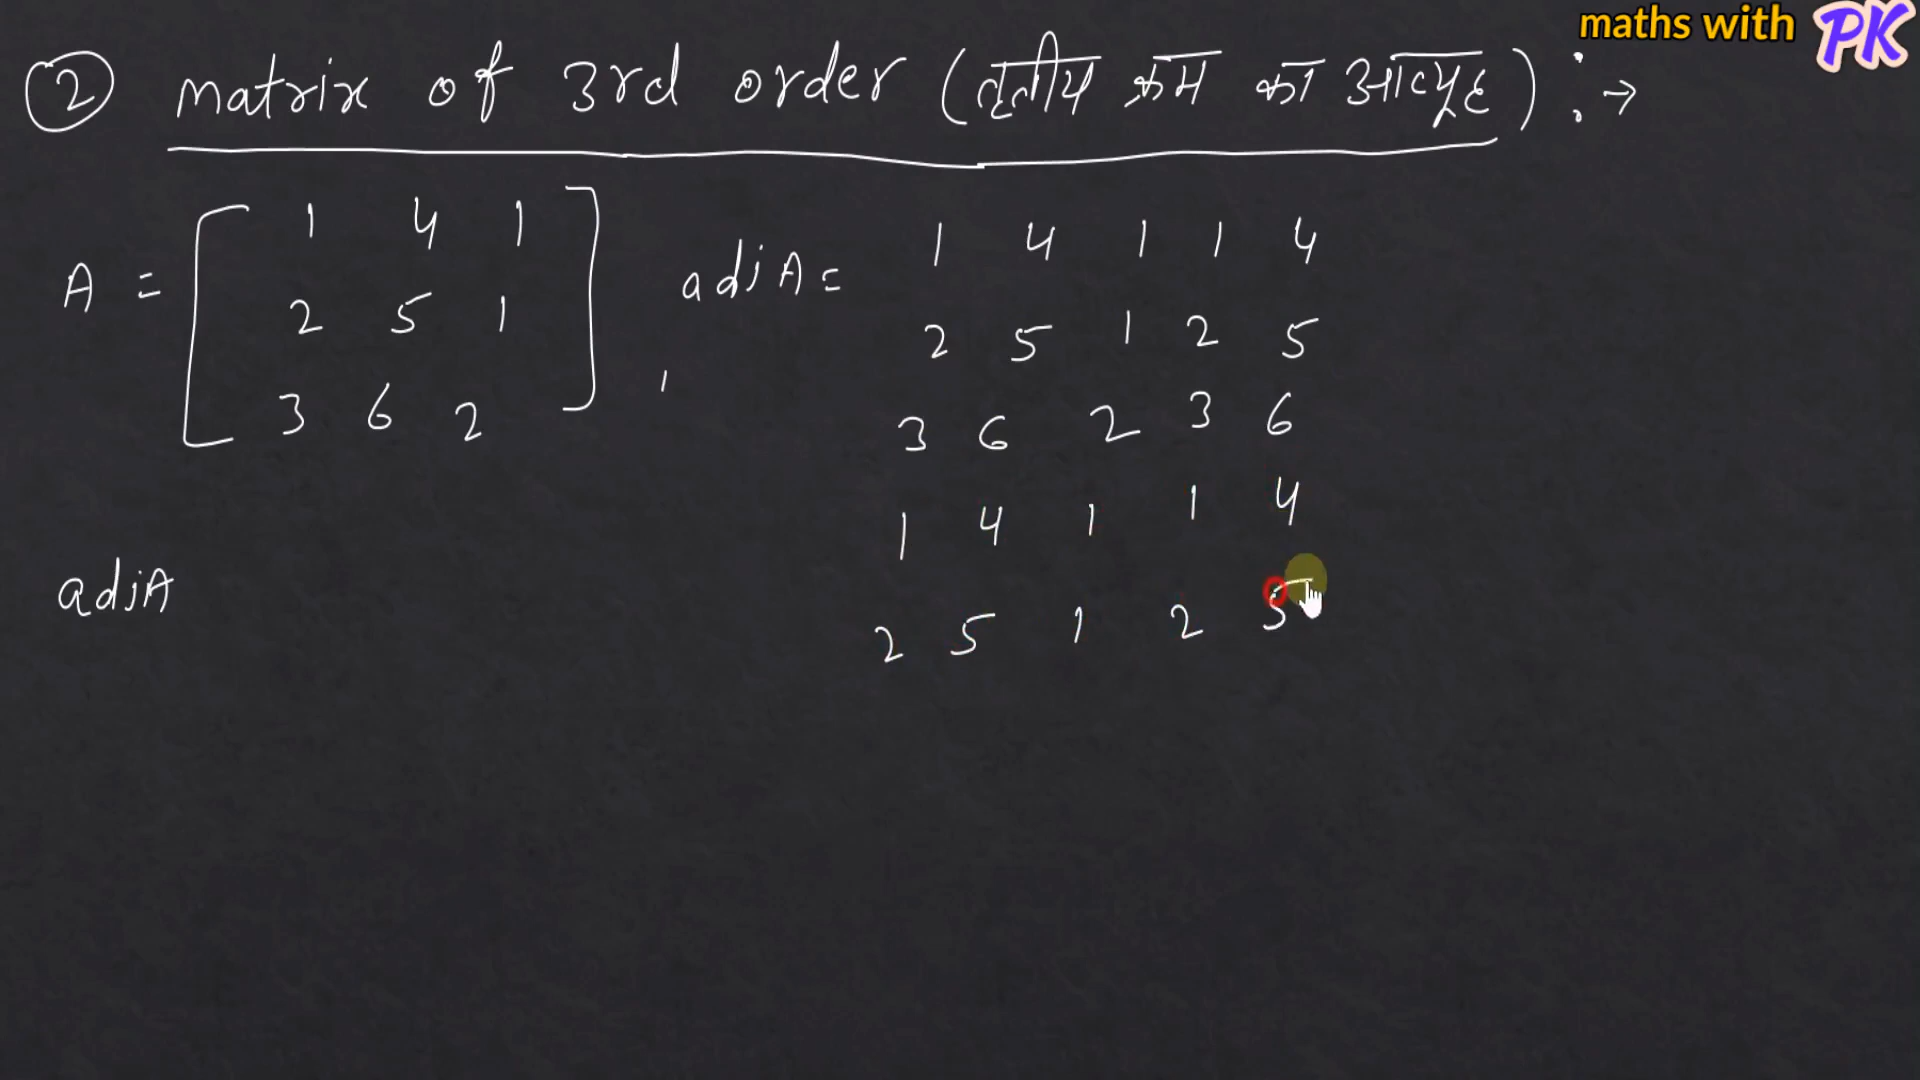 maths with PK
② matrix of 3rd order (तृतीय क्रम का आव्यूह) : →
A = [ 1 4 1
2 5 1
3 6 2 ] ,
adj A =
1 4 1 1 4
2 5 1 2 5
3 6 2 3 6
1 4 1 1 4
2 5 1 2 5
adj A